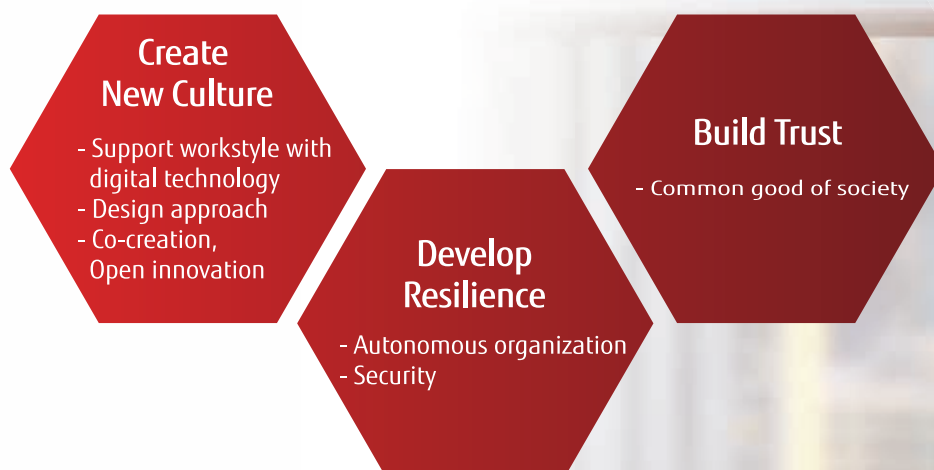 Create
New Culture
- Support workstyle with
digital technology
- Design approach
- Co-creation,
Open innovation
Develop
Resilience
- Autonomous organization
- Security
Build Trust
- Common good of society